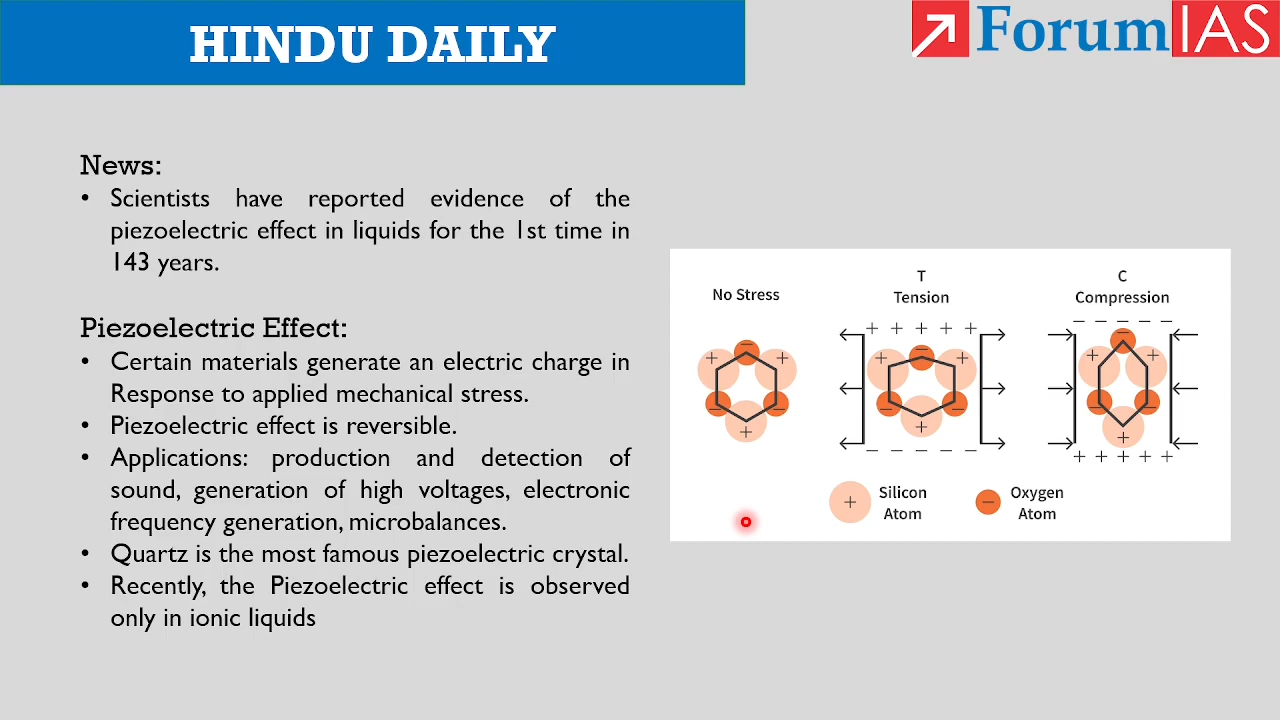 HINDU DAILY
ForumIAS
News:
• Scientists have reported evidence of the
piezoelectric effect in liquids for the 1st time in
143 years.
Piezoelectric Effect:
• Certain materials generate an electric charge in
Response to applied mechanical stress.
• Piezoelectric effect is reversible.
• Applications: production and detection of
sound, generation of high voltages, electronic
frequency generation, microbalances.
• Quartz is the most famous piezoelectric crystal.
• Recently, the Piezoelectric effect is observed
only in ionic liquids
No Stress
− + + − − +
T
Tension
+ + + + +
− + + − − +
− − − − −
C
Compression
− − − − −
− + + − − +
+ + + + +
+ Silicon
Atom
− Oxygen
Atom